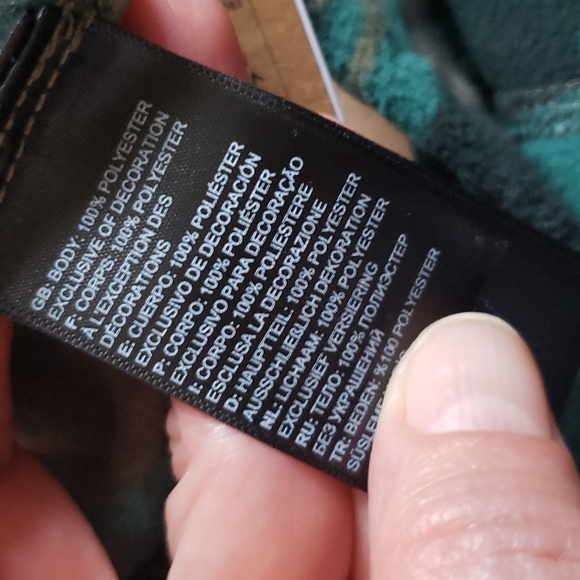 GB: BODY: 100% POLYESTER
EXCLUSIVE OF DECORATION
F: CORPS: 100% POLYESTER
À L'EXCEPTION DES
DÉCORATIONS
E: CUERPO: 100% POLIÉSTER
EXCLUSIVO DE DECORACIÓN
P: CORPO: 100% POLIÉSTER
EXCLUSIVO PARA DECORAÇÃO
I: CORPO: 100% POLIESTERE
ESCLUSA LA DECORAZIONE
D: HAUPTTEIL: 100% POLYESTER
AUSSCHLIEßLICH DEKORATION
NL: LICHAAM: 100% POLYESTER
EXCLUSIEF VERSIERING
RU: ТЕЛО: 100% ПОЛИЭСТЕР
БЕЗ УКРАШЕНИЙ
TR: BEDEN: %100 POLYESTER